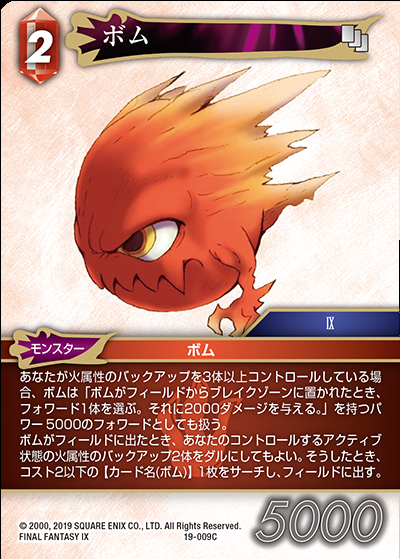 2
ボム
IX
モンスター
ボム
あなたが火属性のバックアップを3体以上コントロールしている場
合、ボムは「ボムがフィールドからブレイクゾーンに置かれたとき、
フォワード1体を選ぶ。それに2000ダメージを与える。」を持つパ
ワー5000のフォワードとしても扱う。
ボムがフィールドに出たとき、あなたのコントロールするアクティブ
状態の火属性のバックアップ2体をダルにしてもよい。そうしたとき、
コスト2以下の【カード名(ボム)】1枚をサーチし、フィールドに出す。
© 2000, 2019 SQUARE ENIX CO., LTD. All Rights Reserved.
FINAL FANTASY IX 19-009C
5000